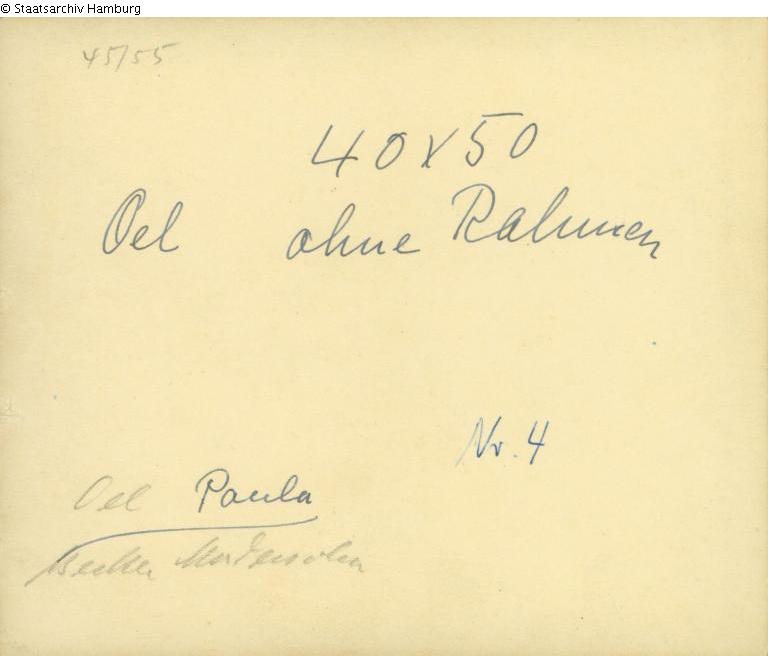 © Staatsarchiv Hamburg
45/55
40x50
Oel ohne Rahmen
Nr. 4
Oel Paula
Becker Modersohn